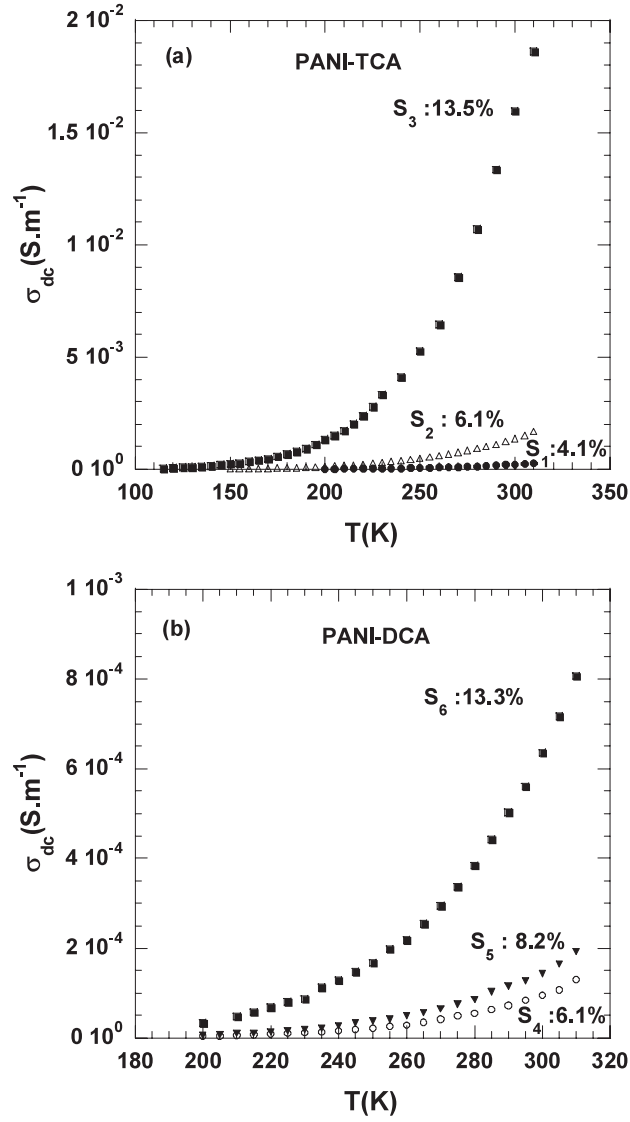 2 10⁻²
(a)
PANI-TCA
S₃ :13.5%
1.5 10⁻²
1 10⁻²
σdc(S.m⁻¹)
5 10⁻³
S₂ : 6.1%
S₁:4.1%
0 10⁰
100 150 200 250 300 350
T(K)
1 10⁻³
(b)
PANI-DCA
8 10⁻⁴
S₆ :13.3%
6 10⁻⁴
σdc(S.m⁻¹)
4 10⁻⁴
2 10⁻⁴
S₅ : 8.2%
S₄ :6.1%
0 10⁰
180 200 220 240 260 280 300 320
T(K)